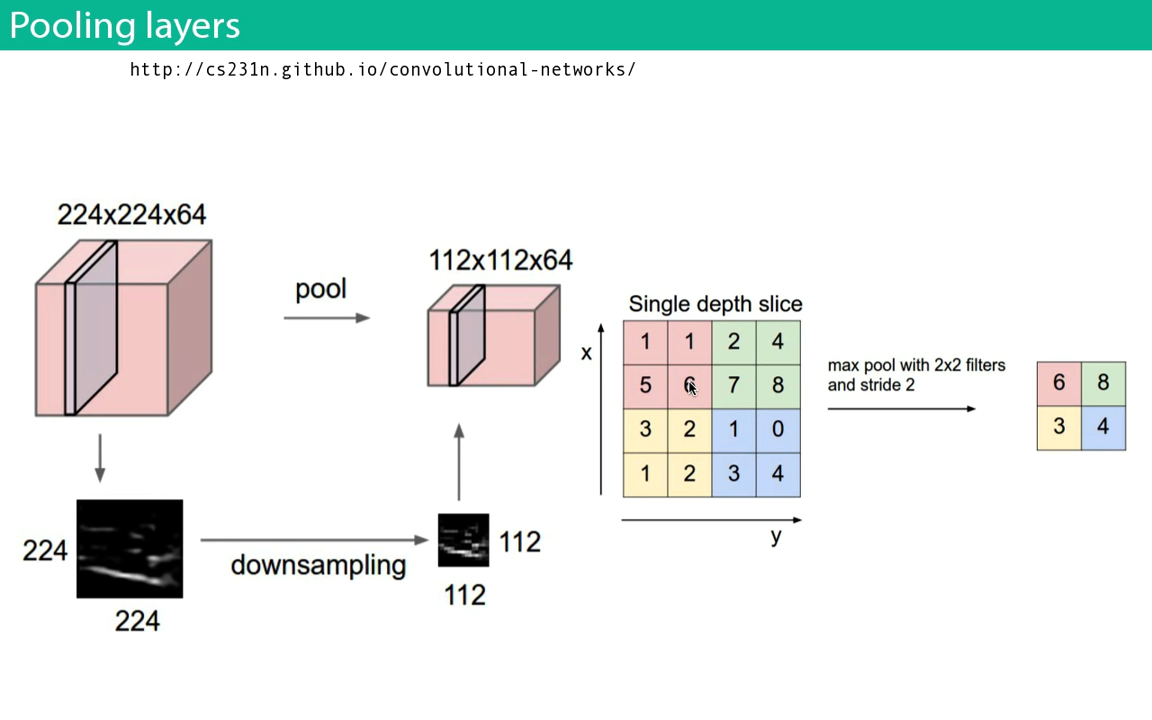 Pooling layers
http://cs231n.github.io/convolutional-networks/
224x224x64
pool
112x112x64
224
224
downsampling
112
112
Single depth slice
x
1 1 2 4
5 6 7 8
3 2 1 0
1 2 3 4
y
max pool with 2x2 filters
and stride 2
6 8
3 4